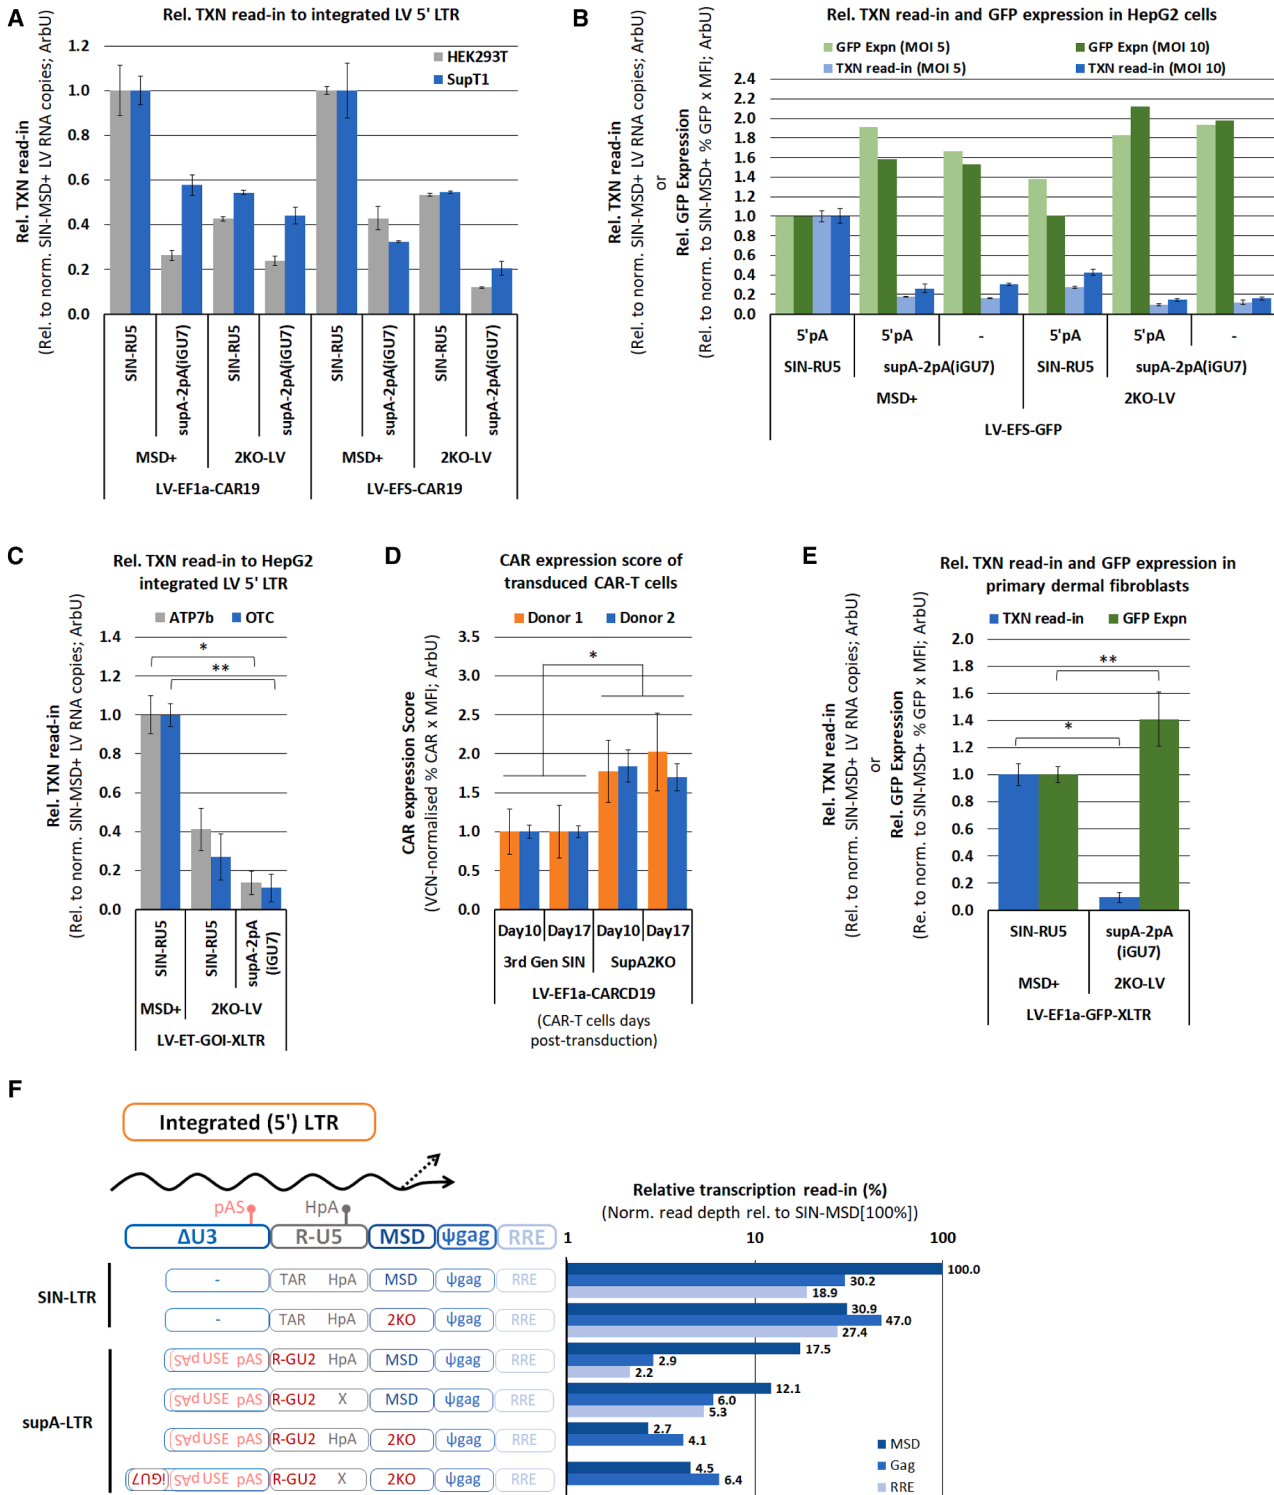 A
Rel. TXN read-in to integrated LV 5' LTR
Rel. TXN read-in
(Rel. to norm. SIN-MSD+ LV RNA copies; ArbU)
HEK293T
SupT1
1.2
1.0
0.8
0.6
0.4
0.2
0.0
SIN-RU5
supA-2pA(iGU7)
SIN-RU5
supA-2pA(iGU7)
SIN-RU5
supA-2pA(iGU7)
SIN-RU5
supA-2pA(iGU7)
MSD+ 2KO-LV MSD+ 2KO-LV
LV-EF1a-CAR19 LV-EFS-CAR19
B
Rel. TXN read-in and GFP expression in HepG2 cells
GFP Expn (MOI 5) GFP Expn (MOI 10)
TXN read-in (MOI 5) TXN read-in (MOI 10)
Rel. TXN read-in
(Rel. to norm. SIN-MSD+ LV RNA copies; ArbU)
or
Rel. GFP Expression
(Rel. to norm. to SIN-MSD+ % GFP x MFI; ArbU)
2.4
2.2
2.0
1.8
1.6
1.4
1.2
1.0
0.8
0.6
0.4
0.2
0.0
5'pA 5'pA - 5'pA 5'pA -
SIN-RU5 supA-2pA(iGU7) SIN-RU5 supA-2pA(iGU7)
MSD+ 2KO-LV
LV-EFS-GFP
C
Rel. TXN read-in to HepG2
integrated LV 5' LTR
ATP7b OTC
Rel. TXN read-in
(Rel. to norm. SIN-MSD+ LV RNA copies; ArbU)
1.4
1.2
1.0
0.8
0.6
0.4
0.2
0.0
*
**
SIN-RU5
SIN-RU5
supA-2pA
(iGU7)
MSD+ 2KO-LV
LV-ET-GOI-XLTR
D
CAR expression score of
transduced CAR-T cells
Donor 1 Donor 2
CAR expression Score
(VCN-normalised % CAR x MFI; ArbU)
3.5
3.0
2.5
2.0
1.5
1.0
0.5
0.0
*
Day10 Day17 Day10 Day17
3rd Gen SIN SupA2KO
LV-EF1a-CARCD19
(CAR-T cells days
post-transduction)
E
Rel. TXN read-in and GFP expression in
primary dermal fibroblasts
TXN read-in GFP Expn
Rel. TXN read-in
(Rel. to norm. SIN-MSD+ LV RNA copies; ArbU)
or
Rel. GFP Expression
(Re. to norm. to SIN-MSD+ % GFP x MFI; ArbU)
2.0
1.8
1.6
1.4
1.2
1.0
0.8
0.6
0.4
0.2
0.0
**
*
SIN-RU5 supA-2pA
(iGU7)
MSD+ 2KO-LV
LV-EF1a-GFP-XLTR
F
Integrated (5') LTR
pAS HpA
ΔU3 R-U5 MSD ψgag RRE
Relative transcription read-in (%)
(Norm. read depth rel. to SIN-MSD[100%])
1 10 100
SIN-LTR
- TAR HpA MSD ψgag RRE
100.0
30.2
18.9
- TAR HpA 2KO ψgag RRE
30.9
47.0
27.4
supA-LTR
pAS USE pAS R-GU2 HpA MSD ψgag RRE
17.5
2.9
2.2
pAS USE pAS R-GU2 X MSD ψgag RRE
12.1
6.0
5.3
pAS USE pAS R-GU2 HpA 2KO ψgag RRE
2.7
4.1
iGU7 pAS USE pAS R-GU2 X 2KO ψgag RRE
4.5
6.4
MSD
Gag
RRE